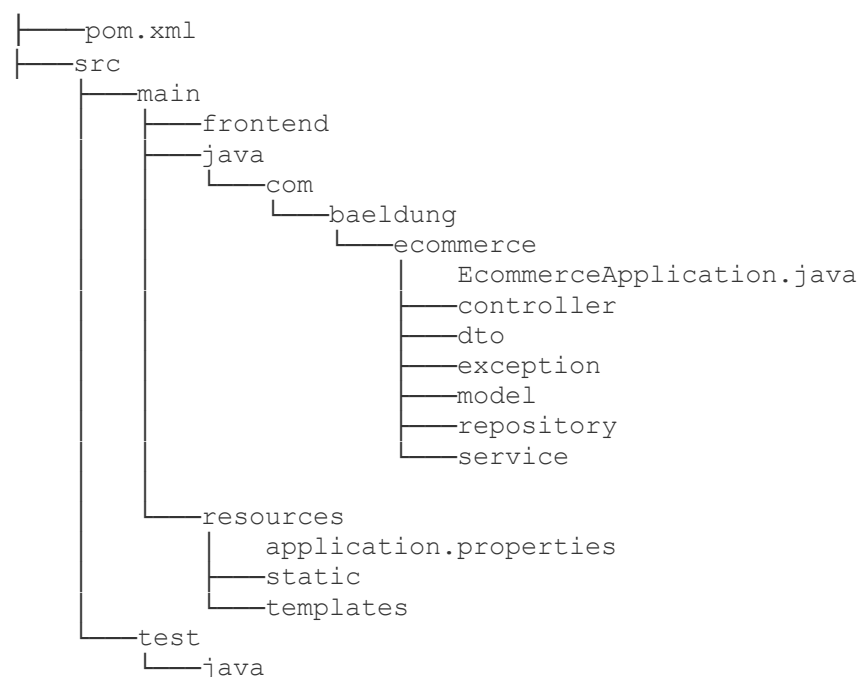 pom.xml
src
main
frontend
java
com
baeldung
ecommerce
EcommerceApplication.java
controller
dto
exception
model
repository
service
resources
application.properties
static
templates
test
java